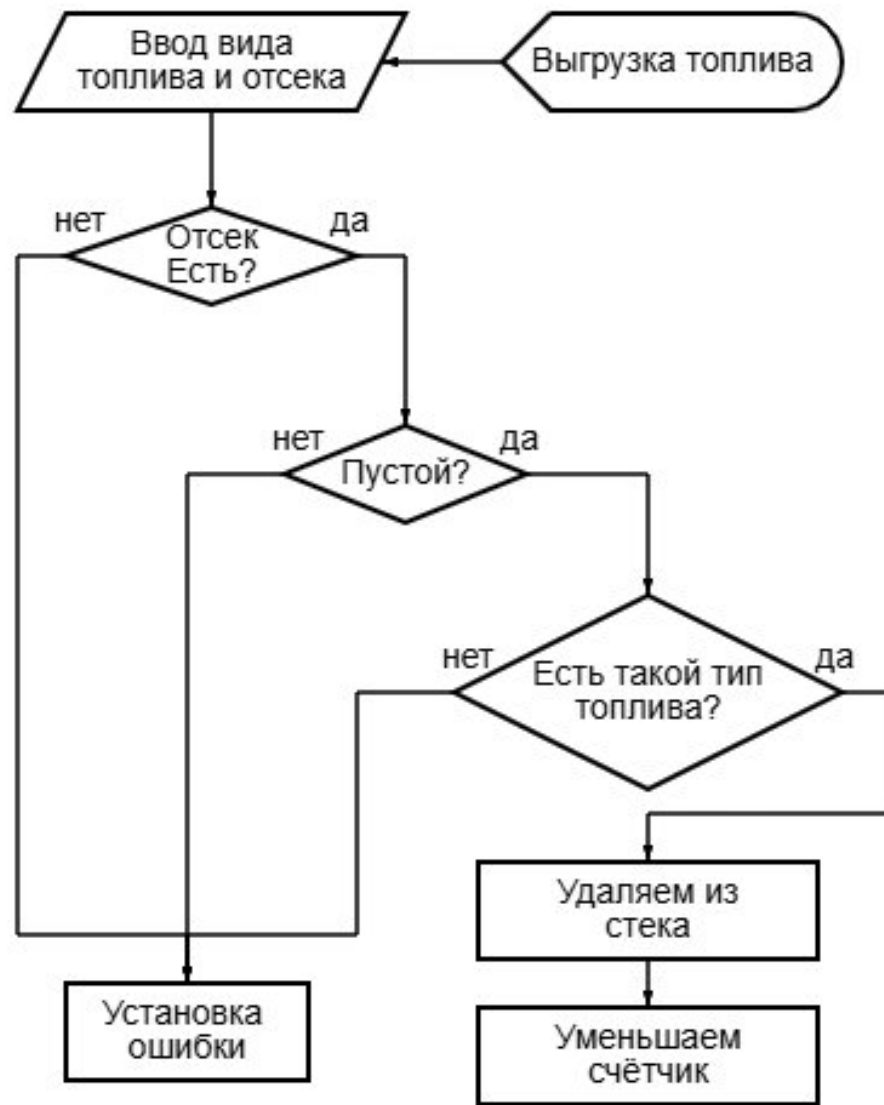 Ввод вида
топлива и отсека
Выгрузка топлива
нет
да
Отсек
Есть?
нет
да
Пустой?
нет
да
Есть такой тип
топлива?
Удаляем из
стека
Установка
ошибки
Уменьшаем
счётчик